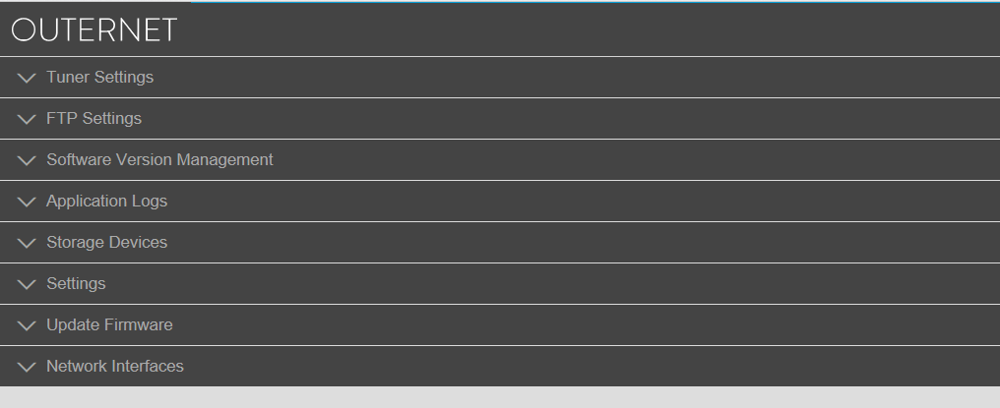 OUTERNET
Tuner Settings
FTP Settings
Software Version Management
Application Logs
Storage Devices
Settings
Update Firmware
Network Interfaces